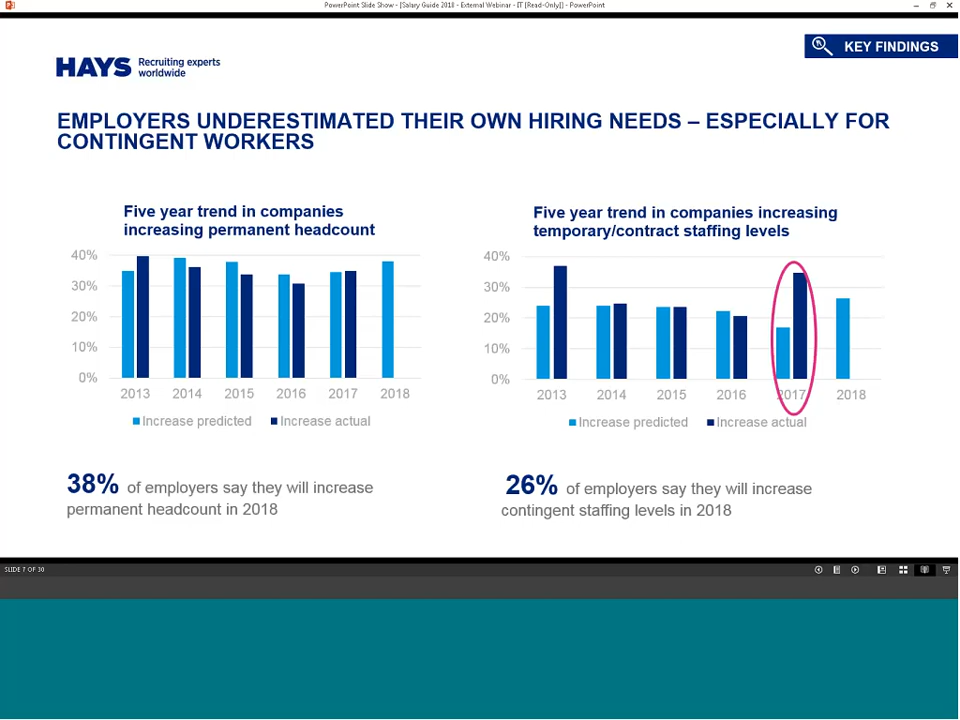 PowerPoint Slide Show - [Salary Guide 2018 - External Webinar - IT [Read-Only]] - PowerPoint
KEY FINDINGS
HAYS Recruiting experts
worldwide
EMPLOYERS UNDERESTIMATED THEIR OWN HIRING NEEDS – ESPECIALLY FOR
CONTINGENT WORKERS
Five year trend in companies
increasing permanent headcount
40%
30%
20%
10%
0%
2013 2014 2015 2016 2017 2018
Increase predicted Increase actual
38% of employers say they will increase
permanent headcount in 2018
Five year trend in companies increasing
temporary/contract staffing levels
40%
30%
20%
10%
0%
2013 2014 2015 2016 2017 2018
Increase predicted Increase actual
26% of employers say they will increase
contingent staffing levels in 2018
SLIDE 7 OF 30